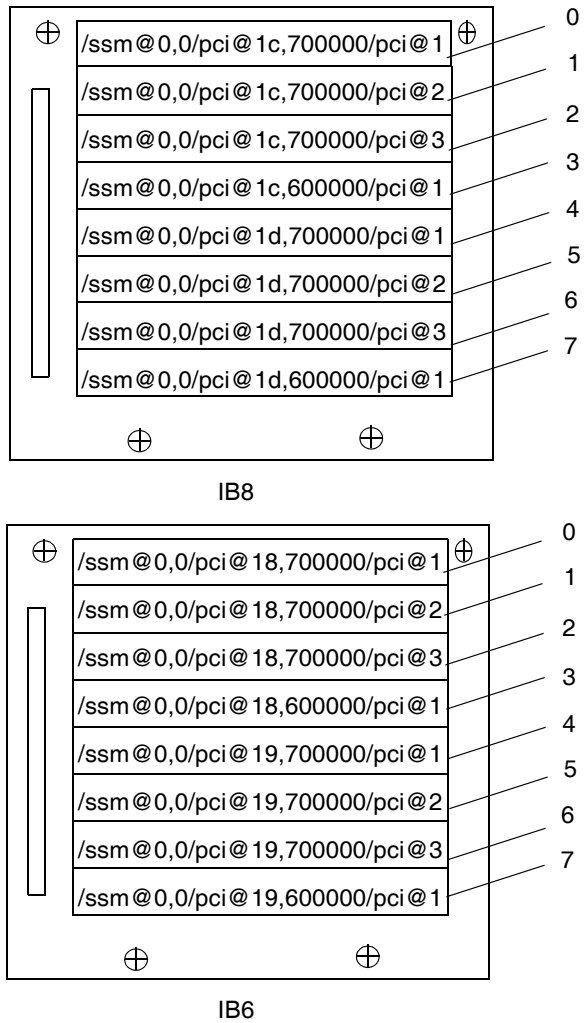 /ssm@0,0/pci@1c,700000/pci@1 0
/ssm@0,0/pci@1c,700000/pci@2 1
/ssm@0,0/pci@1c,700000/pci@3 2
/ssm@0,0/pci@1c,600000/pci@1 3
/ssm@0,0/pci@1d,700000/pci@1 4
/ssm@0,0/pci@1d,700000/pci@2 5
/ssm@0,0/pci@1d,700000/pci@3 6
/ssm@0,0/pci@1d,600000/pci@1 7
IB8
/ssm@0,0/pci@18,700000/pci@1 0
/ssm@0,0/pci@18,700000/pci@2 1
/ssm@0,0/pci@18,700000/pci@3 2
/ssm@0,0/pci@18,600000/pci@1 3
/ssm@0,0/pci@19,700000/pci@1 4
/ssm@0,0/pci@19,700000/pci@2 5
/ssm@0,0/pci@19,700000/pci@3 6
/ssm@0,0/pci@19,600000/pci@1 7
IB6